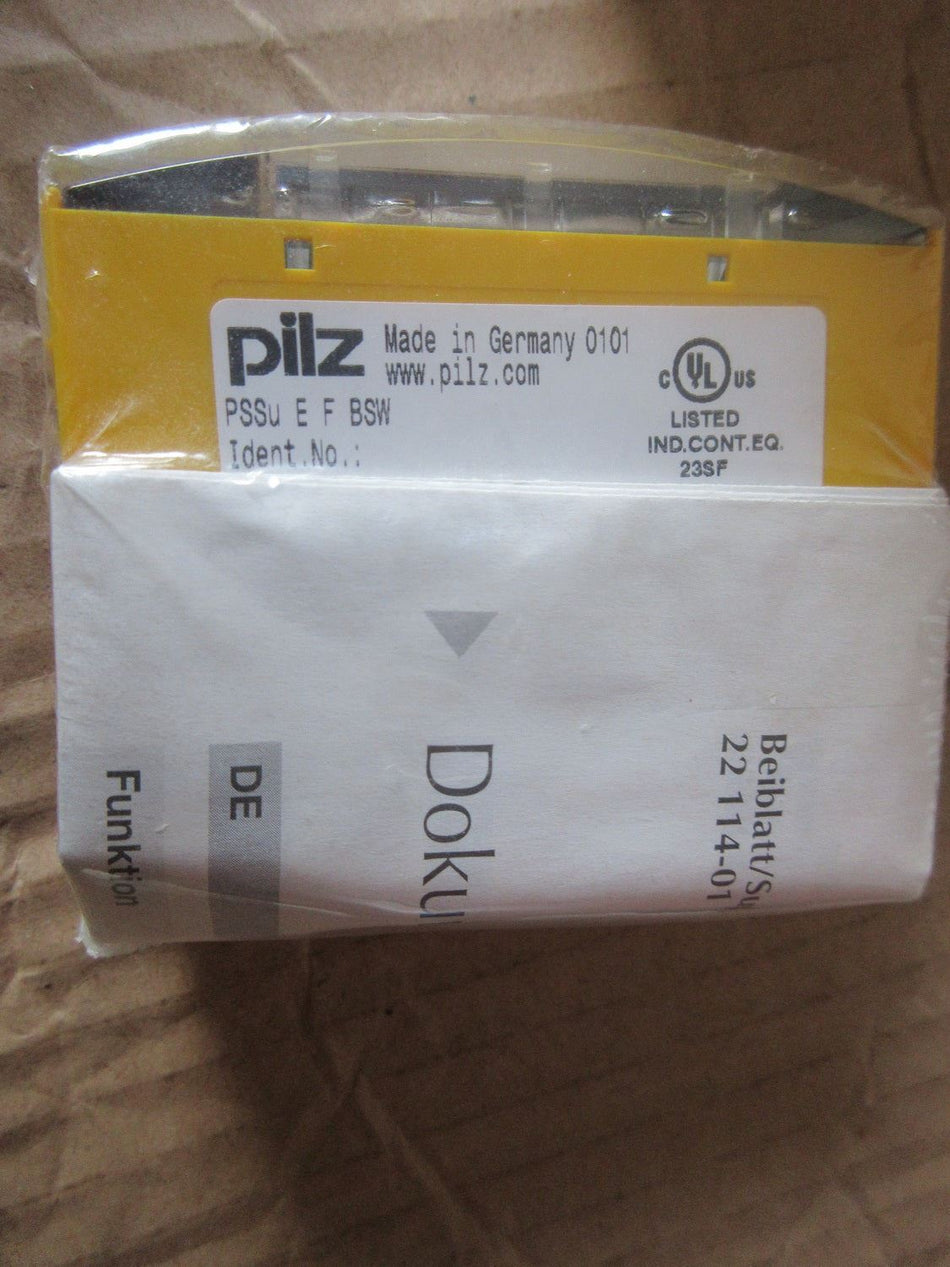 pilz
Made in Germany 0101
www.pilz.com
PSSu E F BSW
Ident.No.:
C UL US
LISTED
IND.CONT.EQ.
23SF
Beiblatt/Su
22 114-01
Doku
DE
Funktion